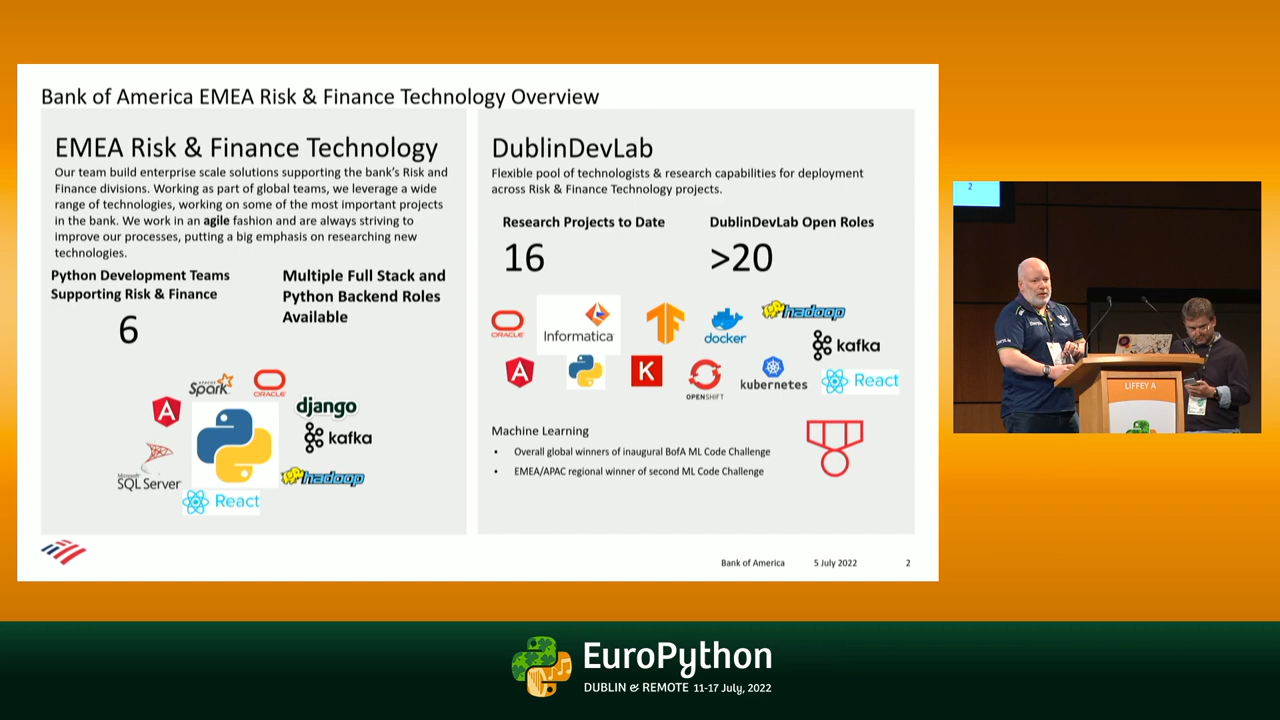 Bank of America EMEA Risk & Finance Technology Overview
EMEA Risk & Finance Technology
Our team build enterprise scale solutions supporting the bank's Risk and
Finance divisions. Working as part of global teams, we leverage a wide
range of technologies, working on some of the most important projects
in the bank. We work in an agile fashion and are always striving to
improve our processes, putting a big emphasis on researching new
technologies.
Python Development Teams
Supporting Risk & Finance
6
Multiple Full Stack and
Python Backend Roles
Available
APACHE
Spark
ORACLE
A
django
kafka
Microsoft
SQL Server
hadoop
React
DublinDevLab
Flexible pool of technologists & research capabilities for deployment
across Risk & Finance Technology projects.
Research Projects to Date
16
DublinDevLab Open Roles
>20
ORACLE
Informatica
docker
hadoop
kafka
A
K
OPENSHIFT
kubernetes
React
Machine Learning
• Overall global winners of inaugural BofA ML Code Challenge
• EMEA/APAC regional winner of second ML Code Challenge
Bank of America
5 July 2022
2
2
LIFFEY A
EuroPython
DUBLIN & REMOTE 11-17 July, 2022